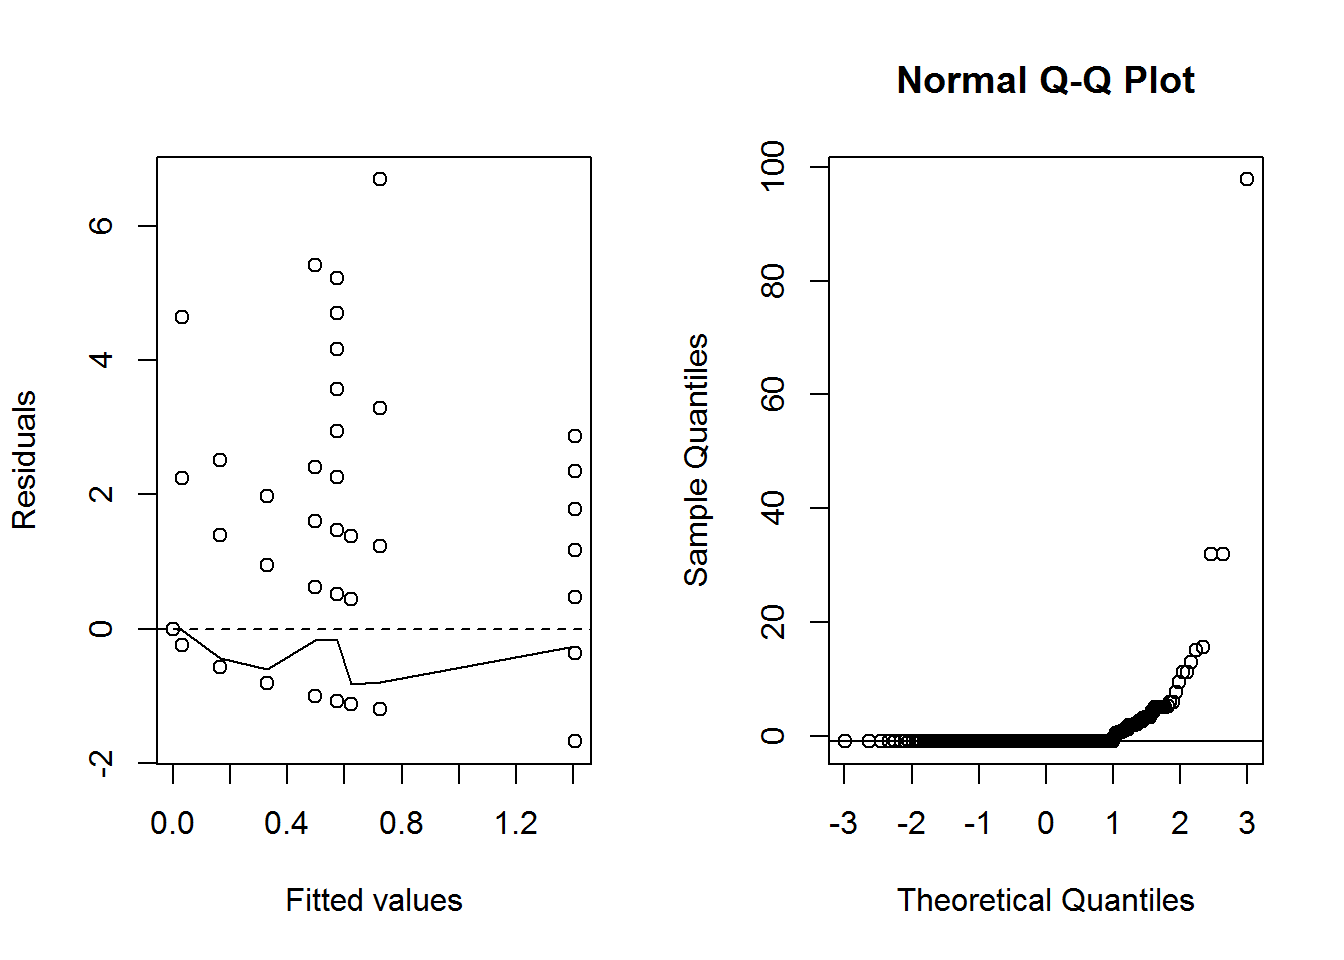 Normal Q-Q Plot
Residuals
6
4
2
0
-2
0.0 0.4 0.8 1.2
Fitted values
Sample Quantiles
100
80
60
40
20
0
-3 -2 -1 0 1 2 3
Theoretical Quantiles